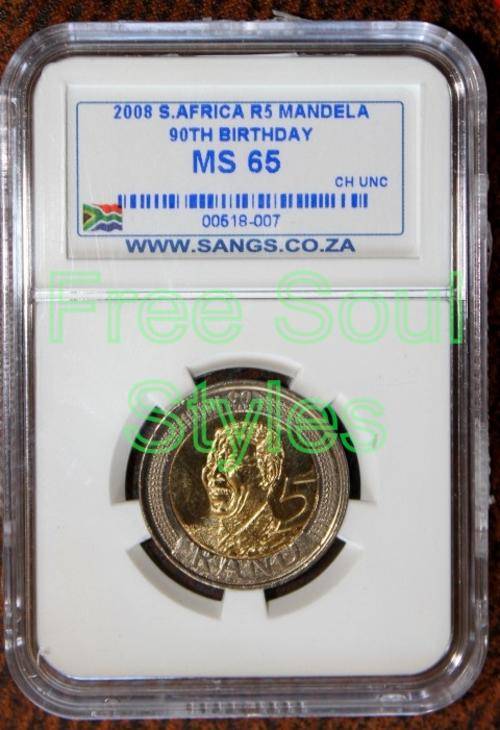 2008 S.AFRICA R5 MANDELA
90TH BIRTHDAY
MS 65
CH UNC
00518-007
WWW.SANGS.CO.ZA
Free Soul
Styles
90
5
RAND